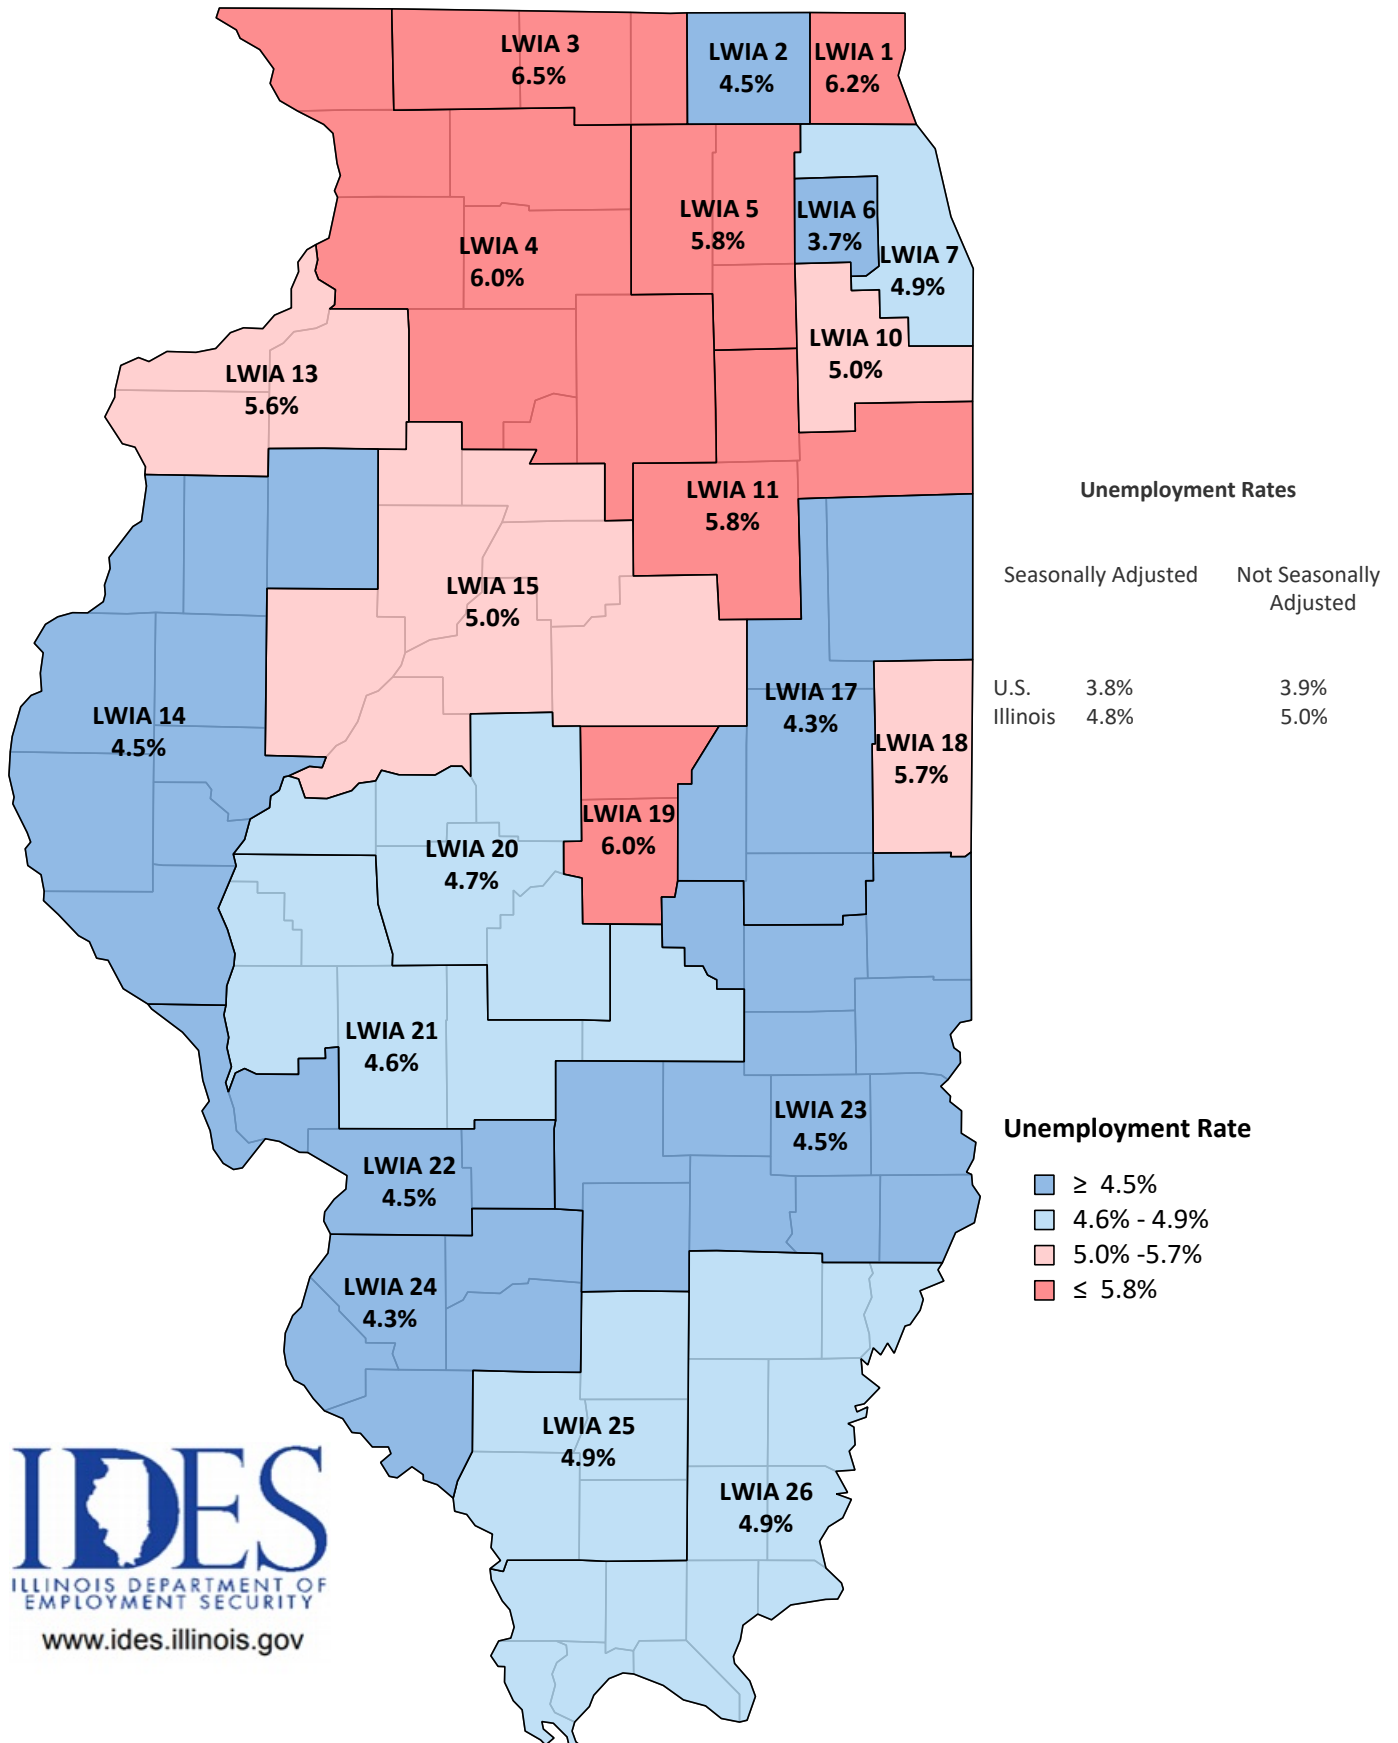 LWIA 3
6.5%
LWIA 2
4.5%
LWIA 1
6.2%
LWIA 5
5.8%
LWIA 6
3.7%
LWIA 4
6.0%
LWIA 7
4.9%
LWIA 10
5.0%
LWIA 13
5.6%
LWIA 11
5.8%
LWIA 15
5.0%
LWIA 14
4.5%
LWIA 17
4.3%
LWIA 18
5.7%
LWIA 19
6.0%
LWIA 20
4.7%
LWIA 21
4.6%
LWIA 23
4.5%
LWIA 22
4.5%
LWIA 24
4.3%
LWIA 25
4.9%
LWIA 26
4.9%
Unemployment Rates
Seasonally Adjusted Not Seasonally
Adjusted
U.S. 3.8% 3.9%
Illinois 4.8% 5.0%
Unemployment Rate
≥ 4.5%
4.6% - 4.9%
5.0% -5.7%
≤ 5.8%
IDES
ILLINOIS DEPARTMENT OF
EMPLOYMENT SECURITY
www.ides.illinois.gov